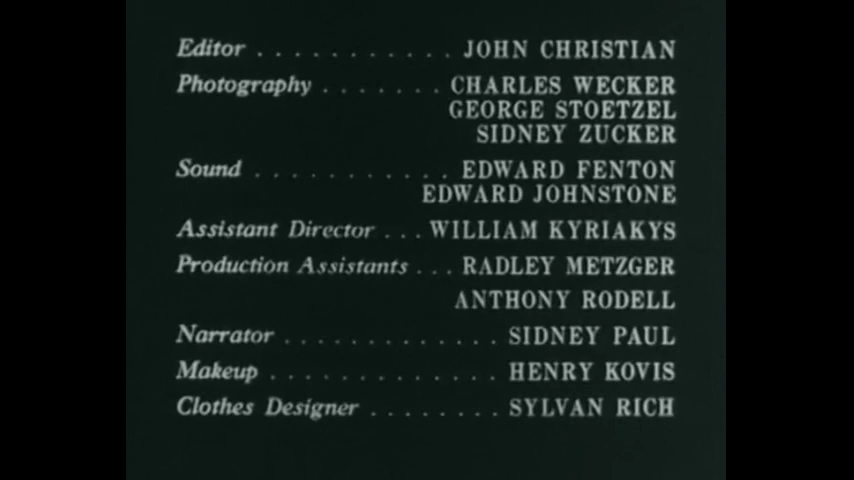 Editor . . . . . . . . . . . JOHN CHRISTIAN
Photography . . . . . . . CHARLES WECKER
GEORGE STOETZEL
SIDNEY ZUCKER
Sound . . . . . . . . . . . EDWARD FENTON
EDWARD JOHNSTONE
Assistant Director . . . WILLIAM KYRIAKYS
Production Assistants . . . RADLEY METZGER
ANTHONY RODELL
Narrator . . . . . . . . . . . . . SIDNEY PAUL
Makeup . . . . . . . . . . . . . HENRY KOVIS
Clothes Designer . . . . . . . . SYLVAN RICH